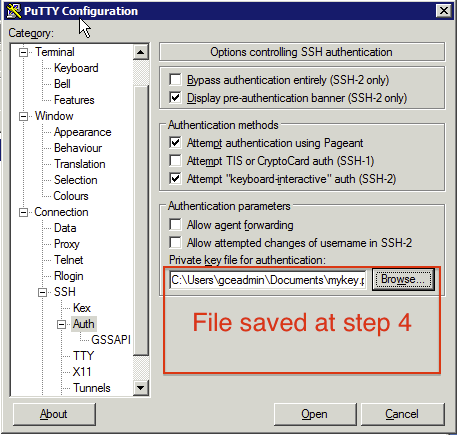 PuTTY Configuration
Category:
Terminal
Keyboard
Bell
Features
Window
Appearance
Behaviour
Translation
Selection
Colours
Connection
Data
Proxy
Telnet
Rlogin
SSH
Kex
Auth
GSSAPI
TTY
X11
Tunnels
Options controlling SSH authentication
Bypass authentication entirely (SSH-2 only)
Display pre-authentication banner (SSH-2 only)
Authentication methods
Attempt authentication using Pageant
Attempt TIS or CryptoCard auth (SSH-1)
Attempt "keyboard-interactive" auth (SSH-2)
Authentication parameters
Allow agent forwarding
Allow attempted changes of username in SSH-2
Private key file for authentication:
C:\Users\gceadmin\Documents\mykey.p
Browse...
File saved at step 4
About
Open
Cancel